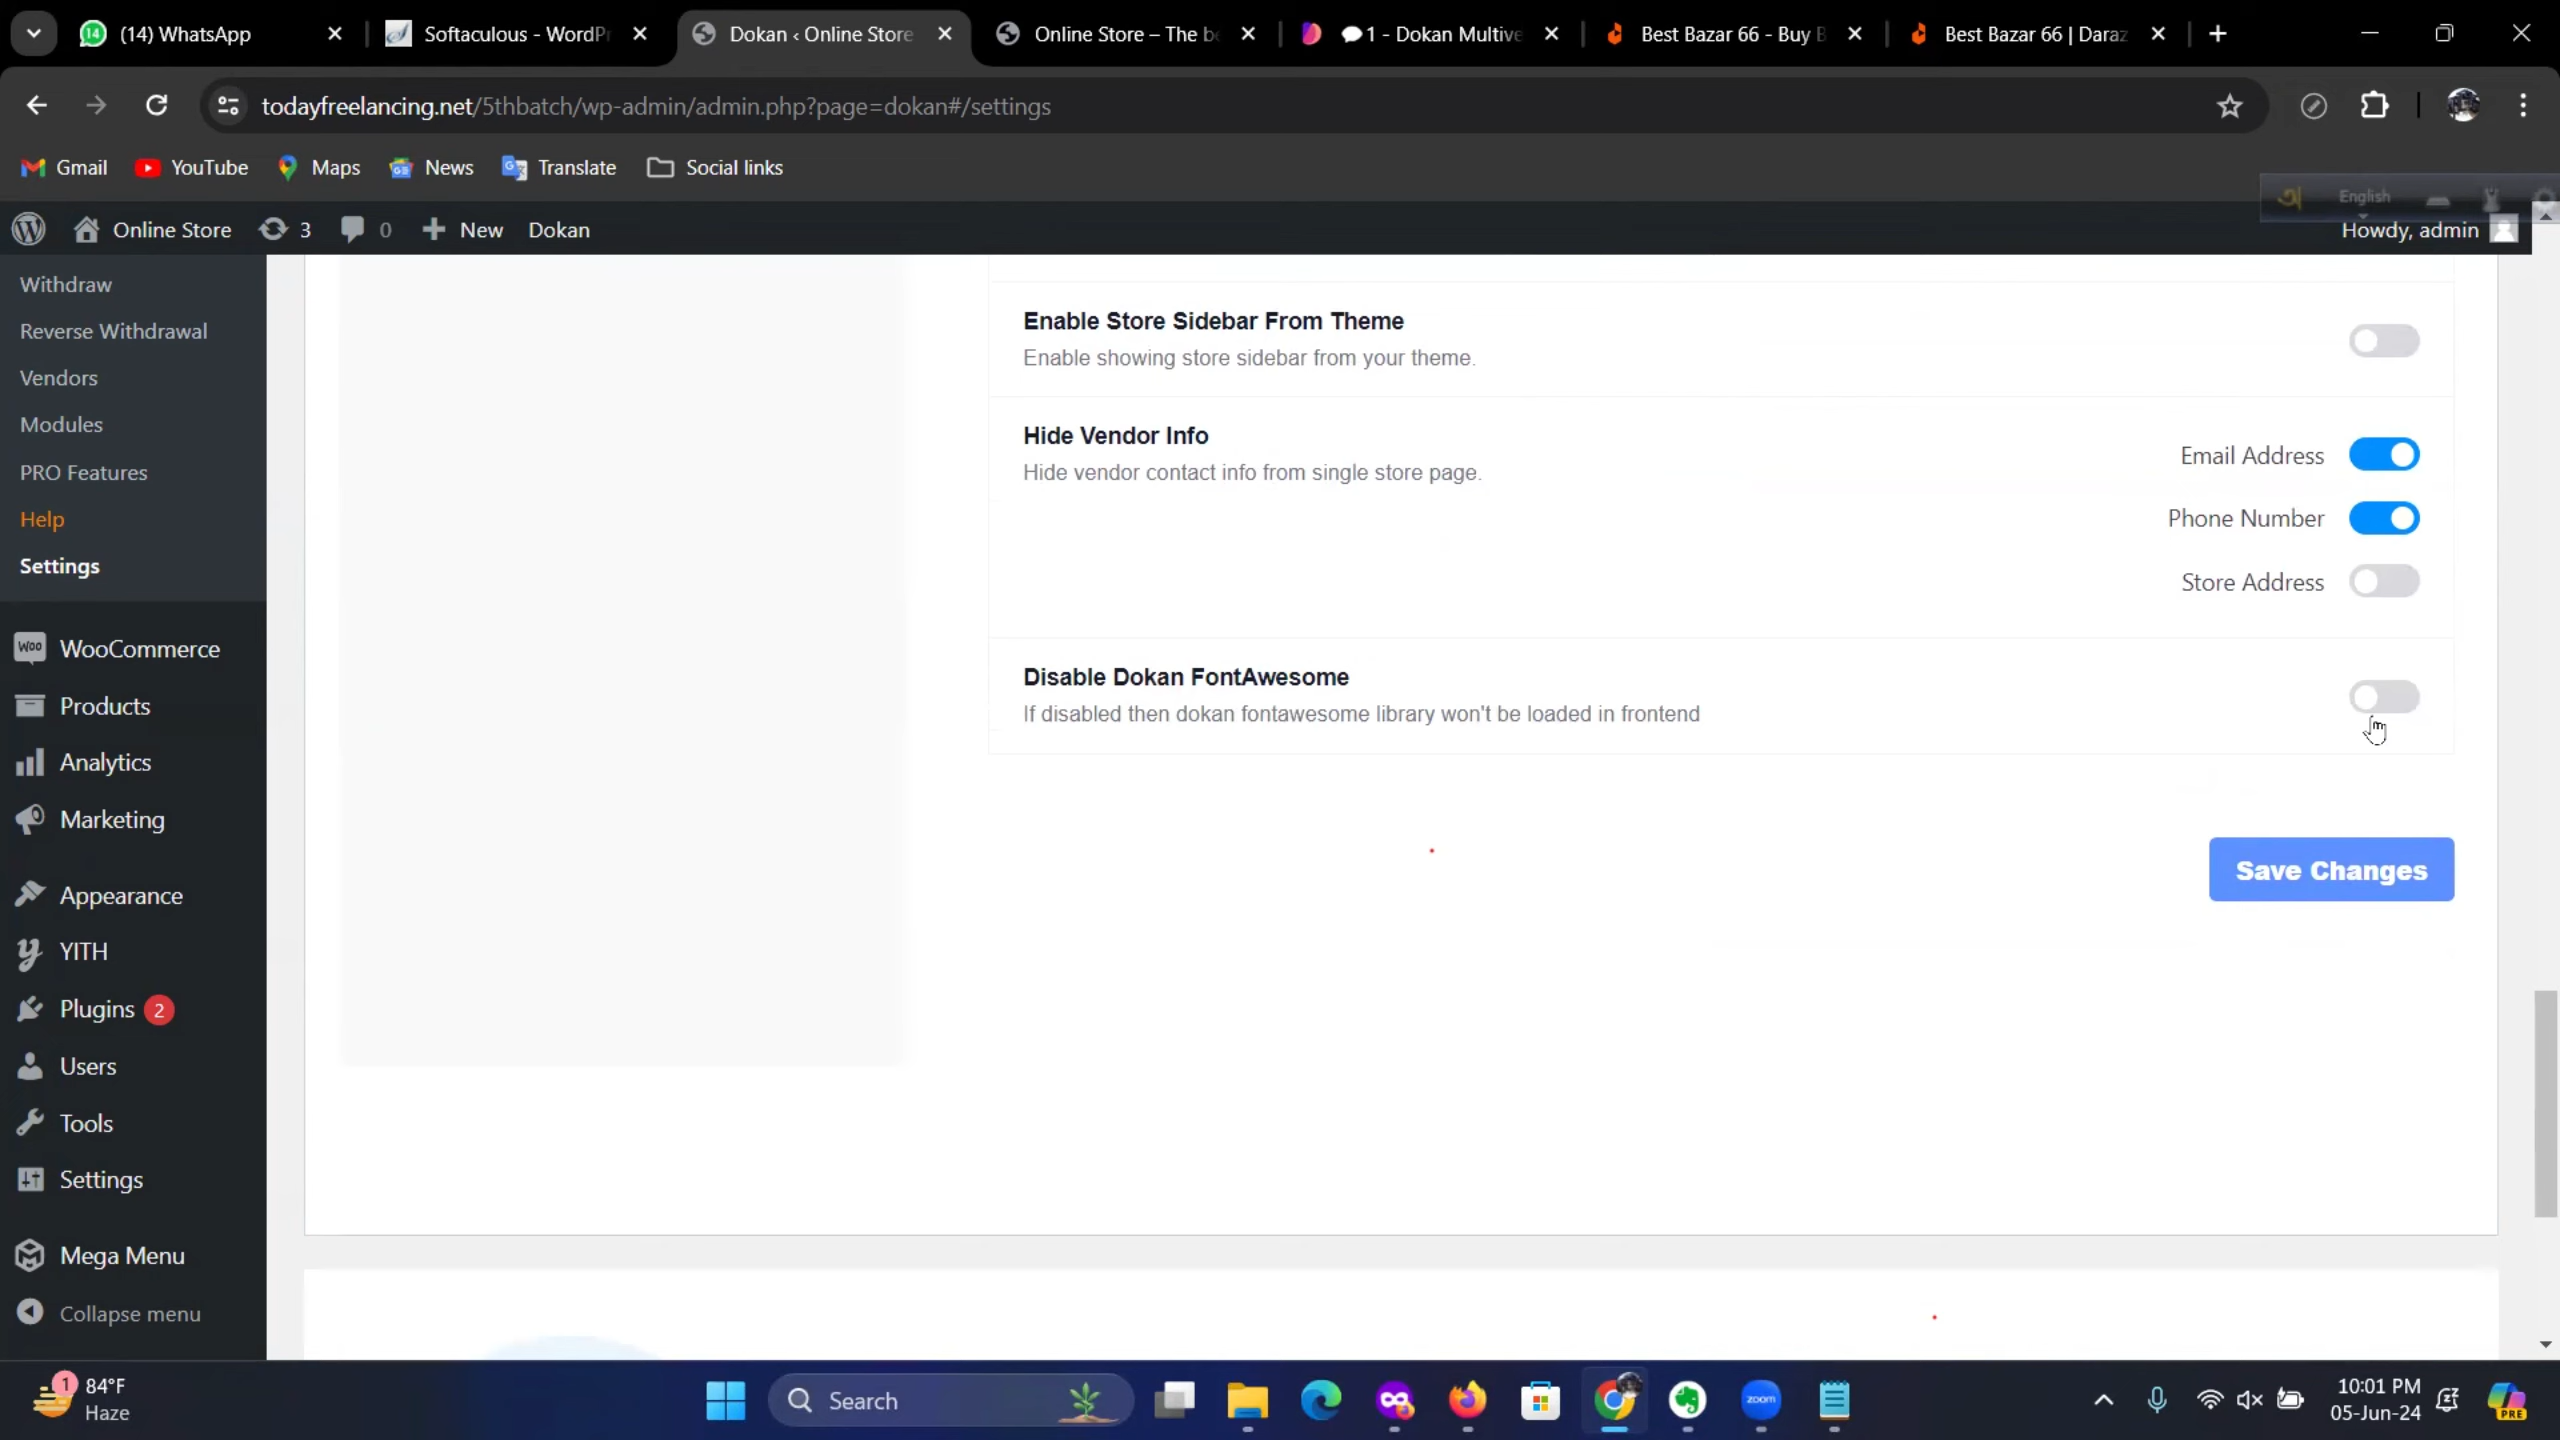 (14) WhatsApp
Softaculous - WordPr
Dokan ‹ Online Store
Online Store – The be
1 - Dokan Multive
Best Bazar 66 - Buy B
Best Bazar 66 | Daraz
todayfreelancing.net/5thbatch/wp-admin/admin.php?page=dokan#/settings
Gmail
YouTube
Maps
News
Translate
Social links
English
Online Store
3
0
New
Dokan
Howdy, admin
Withdraw
Reverse Withdrawal
Vendors
Modules
PRO Features
Help
Settings
WooCommerce
Products
Analytics
Marketing
Appearance
YITH
Plugins 2
Users
Tools
Settings
Mega Menu
Collapse menu
Enable Store Sidebar From Theme
Enable showing store sidebar from your theme.
Hide Vendor Info
Hide vendor contact info from single store page.
Email Address
Phone Number
Store Address
Disable Dokan FontAwesome
If disabled then dokan fontawesome library won't be loaded in frontend
Save Changes
1
84°F
Haze
Search
zoom
10:01 PM
05-Jun-24
PRE